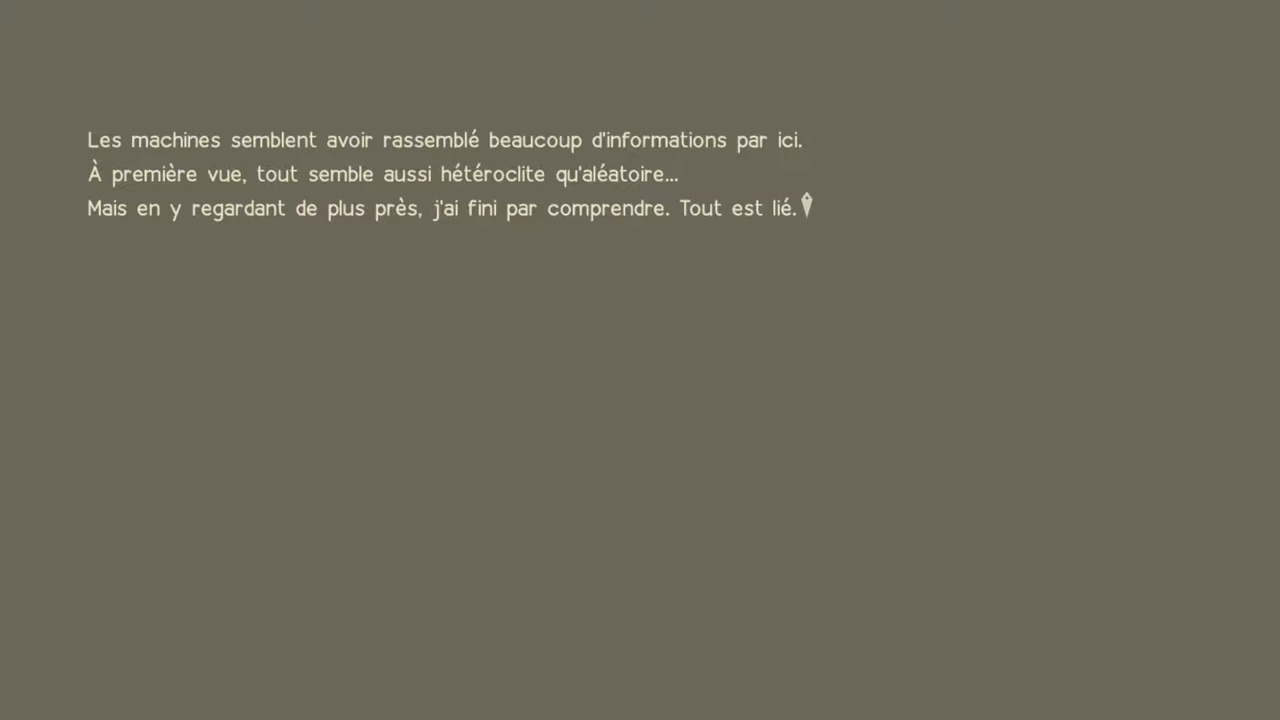 Les machines semblent avoir rassemblé beaucoup d'informations par ici.
À première vue, tout semble aussi hétéroclite qu'aléatoire...
Mais en y regardant de plus près, j'ai fini par comprendre. Tout est lié.